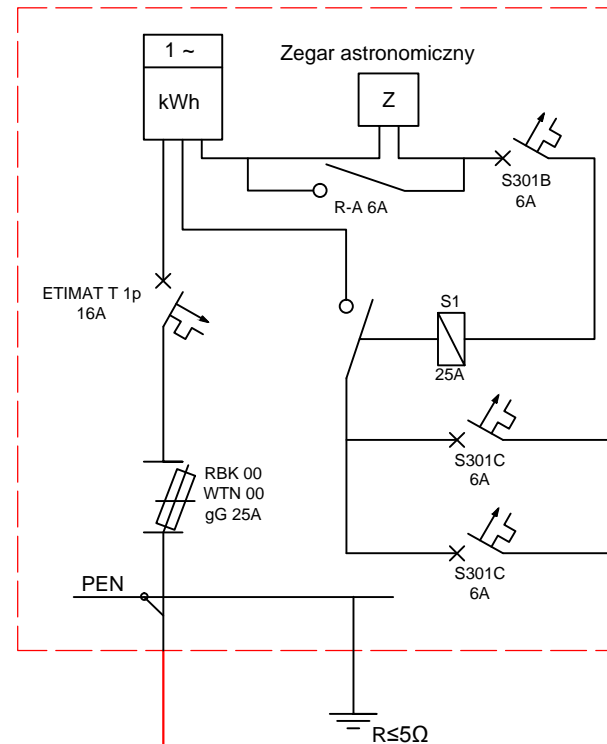 1 ~
kWh
Zegar astronomiczny
Z
R-A 6A
S301B
6A
ETIMAT T 1p
16A
S1
25A
RBK 00
WTN 00
gG 25A
S301C
6A
S301C
6A
PEN
R≤5Ω